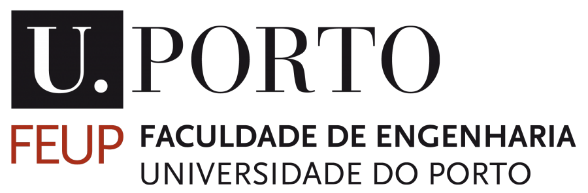 U.PORTO
FEUP FACULDADE DE ENGENHARIA
UNIVERSIDADE DO PORTO